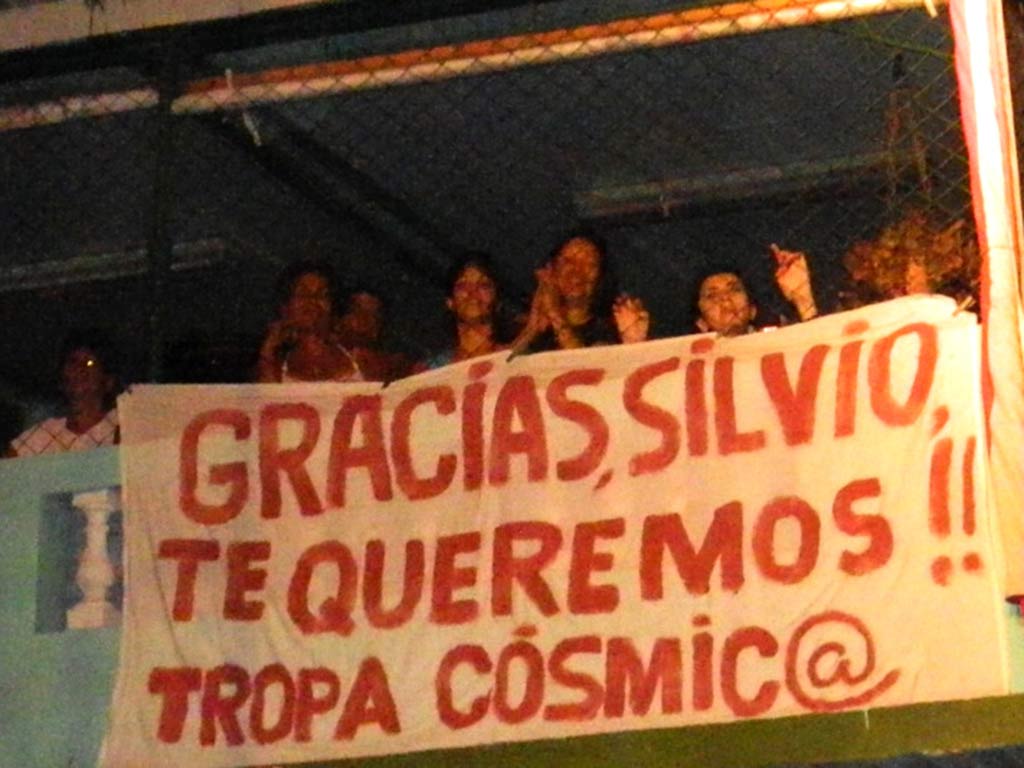 GRACIAS, SILVIO,
TE QUEREMOS!!
TROPA CÓSMIC@